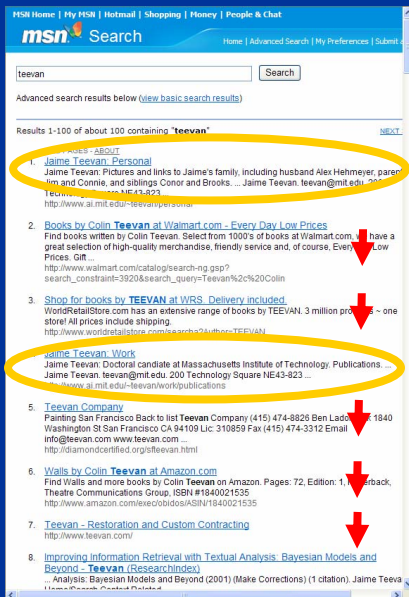 MSN Home | My MSN | Hotmail | Shopping | Money | People & Chat
msn Search
Home | Advanced Search | My Preferences | Submit a
teevan Search
Advanced search results below (view basic search results)
Results 1-100 of about 100 containing "teevan" NEXT
PAGES - ABOUT
1. Jaime Teevan: Personal
Jaime Teevan: Pictures and links to Jaime's family, including husband Alex Hehmeyer, paren
Jim and Connie, and siblings Conor and Brooks. ... Jaime Teevan. teevan@mit.edu. 200
NE43-823 ...
http://www.ai.mit.edu/~teevan/personal/
2. Books by Colin Teevan at Walmart.com - Every Day Low Prices
Find books written by Colin Teevan. Select from 1000's of books at Walmart.com, we have a
great selection of high-quality merchandise, friendly service and, of course, Every Low
Prices. Gift ...
http://www.walmart.com/catalog/search-ng.gsp?
search_constraint=3920&search_query=Teevan%2c%20Colin
3. Shop for books by TEEVAN at WRS. Delivery included.
WorldRetailStore.com has an extensive range of books by TEEVAN. 3 million ~ one
store! All prices include shipping.
http://www.worldretailstore.com/search2?Author=TEEVAN
Jaime Teevan: Work
Jaime Teevan: Doctoral candiate at Massachusetts Institute of Technology. Publications. ...
Jaime Teevan. teevan@mit.edu. 200 Technology Square NE43-823 ...
http://www.ai.mit.edu/~teevan/work/publications
5. Teevan Company
Painting San Francisco Back to list Teevan Company (415) 474-8826 Ben 1840
Washington St San Francisco CA 94109 Lic: 310859 Fax (415) 474-3312 Email
info@teevan.com www.teevan.com ...
http://diamondcertified.org/sfteevan.html
6. Walls by Colin Teevan at Amazon.com
Find Walls and more books by Colin Teevan on Amazon. Pages: 72, Edition: 1,
Theatre Communications Group, ISBN #1840021535
http://www.amazon.com/exec/obidos/ASIN/1840021535
7. Teevan - Restoration and Custom Contracting
http://www.teevan.com/
8. Improving Information Retrieval with Textual Analysis: Bayesian Models and
Beyond - Teevan (ResearchIndex)
... Analysis: Bayesian Models and Beyond (2001) (Make Corrections) (1 citation). Jaime Teeva